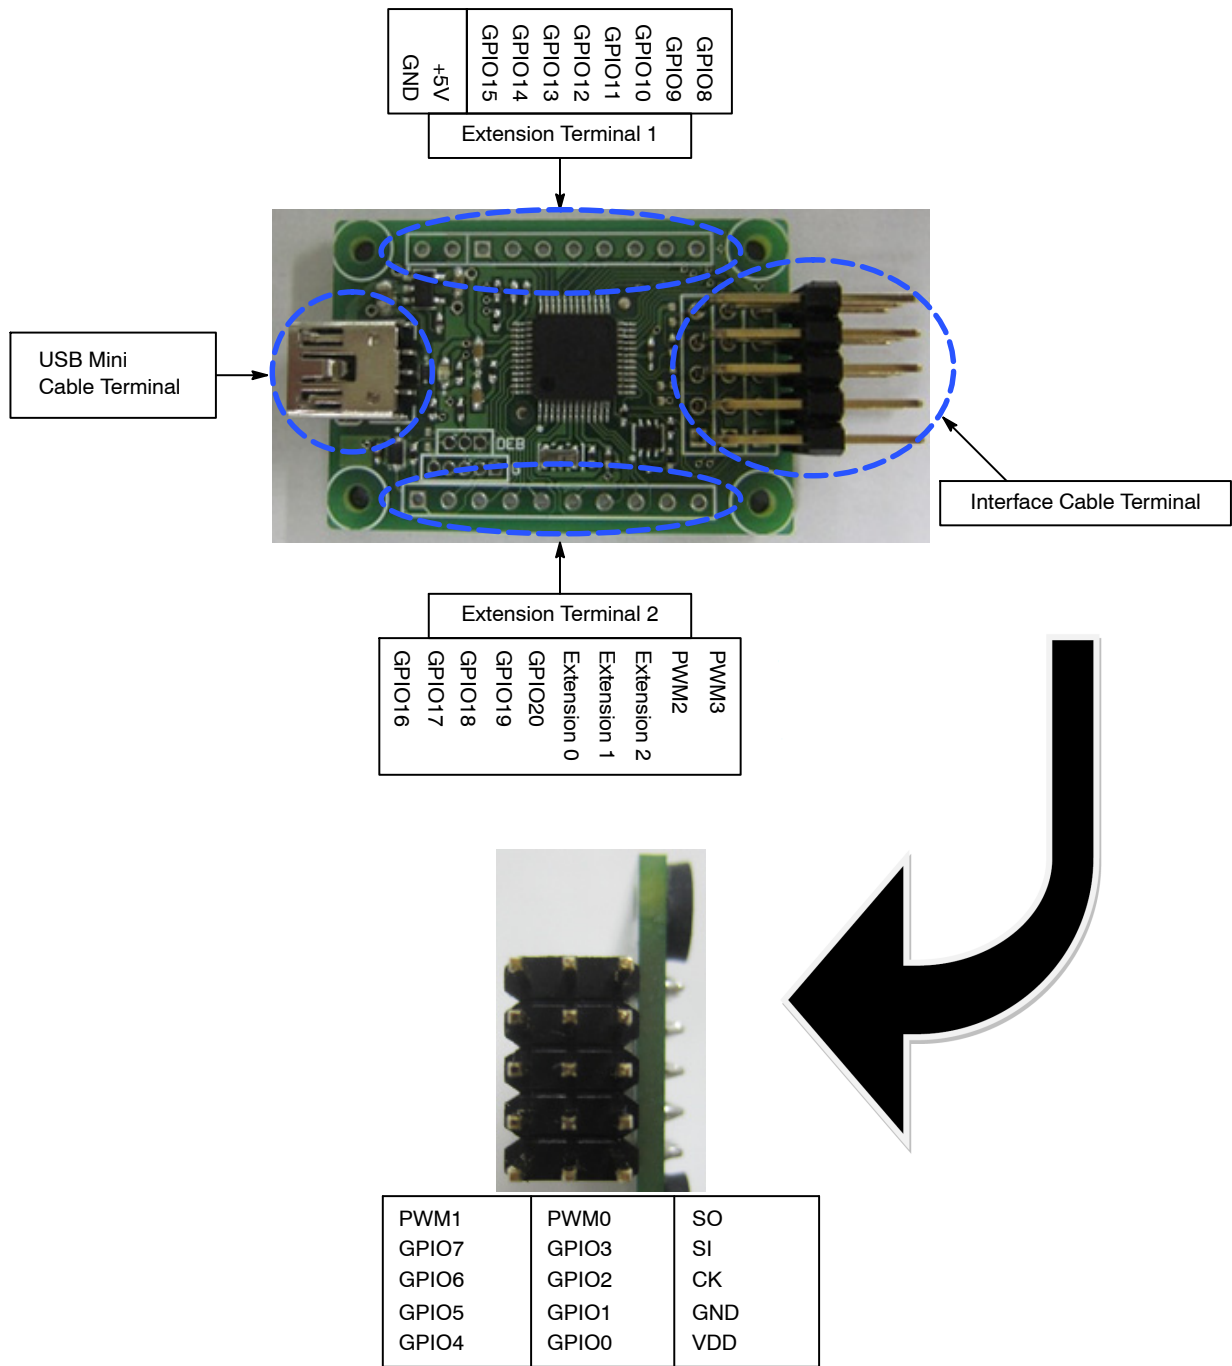 GND
+5V
GPIO15
GPIO14
GPIO13
GPIO12
GPIO11
GPIO10
GPIO9
GPIO8
Extension Terminal 1
USB Mini
Cable Terminal
DEB
Interface Cable Terminal
Extension Terminal 2
GPIO16
GPIO17
GPIO18
GPIO19
GPIO20
Extension 0
Extension 1
Extension 2
PWM2
PWM3
PWM1 PWM0 SO
GPIO7 GPIO3 SI
GPIO6 GPIO2 CK
GPIO5 GPIO1 GND
GPIO4 GPIO0 VDD